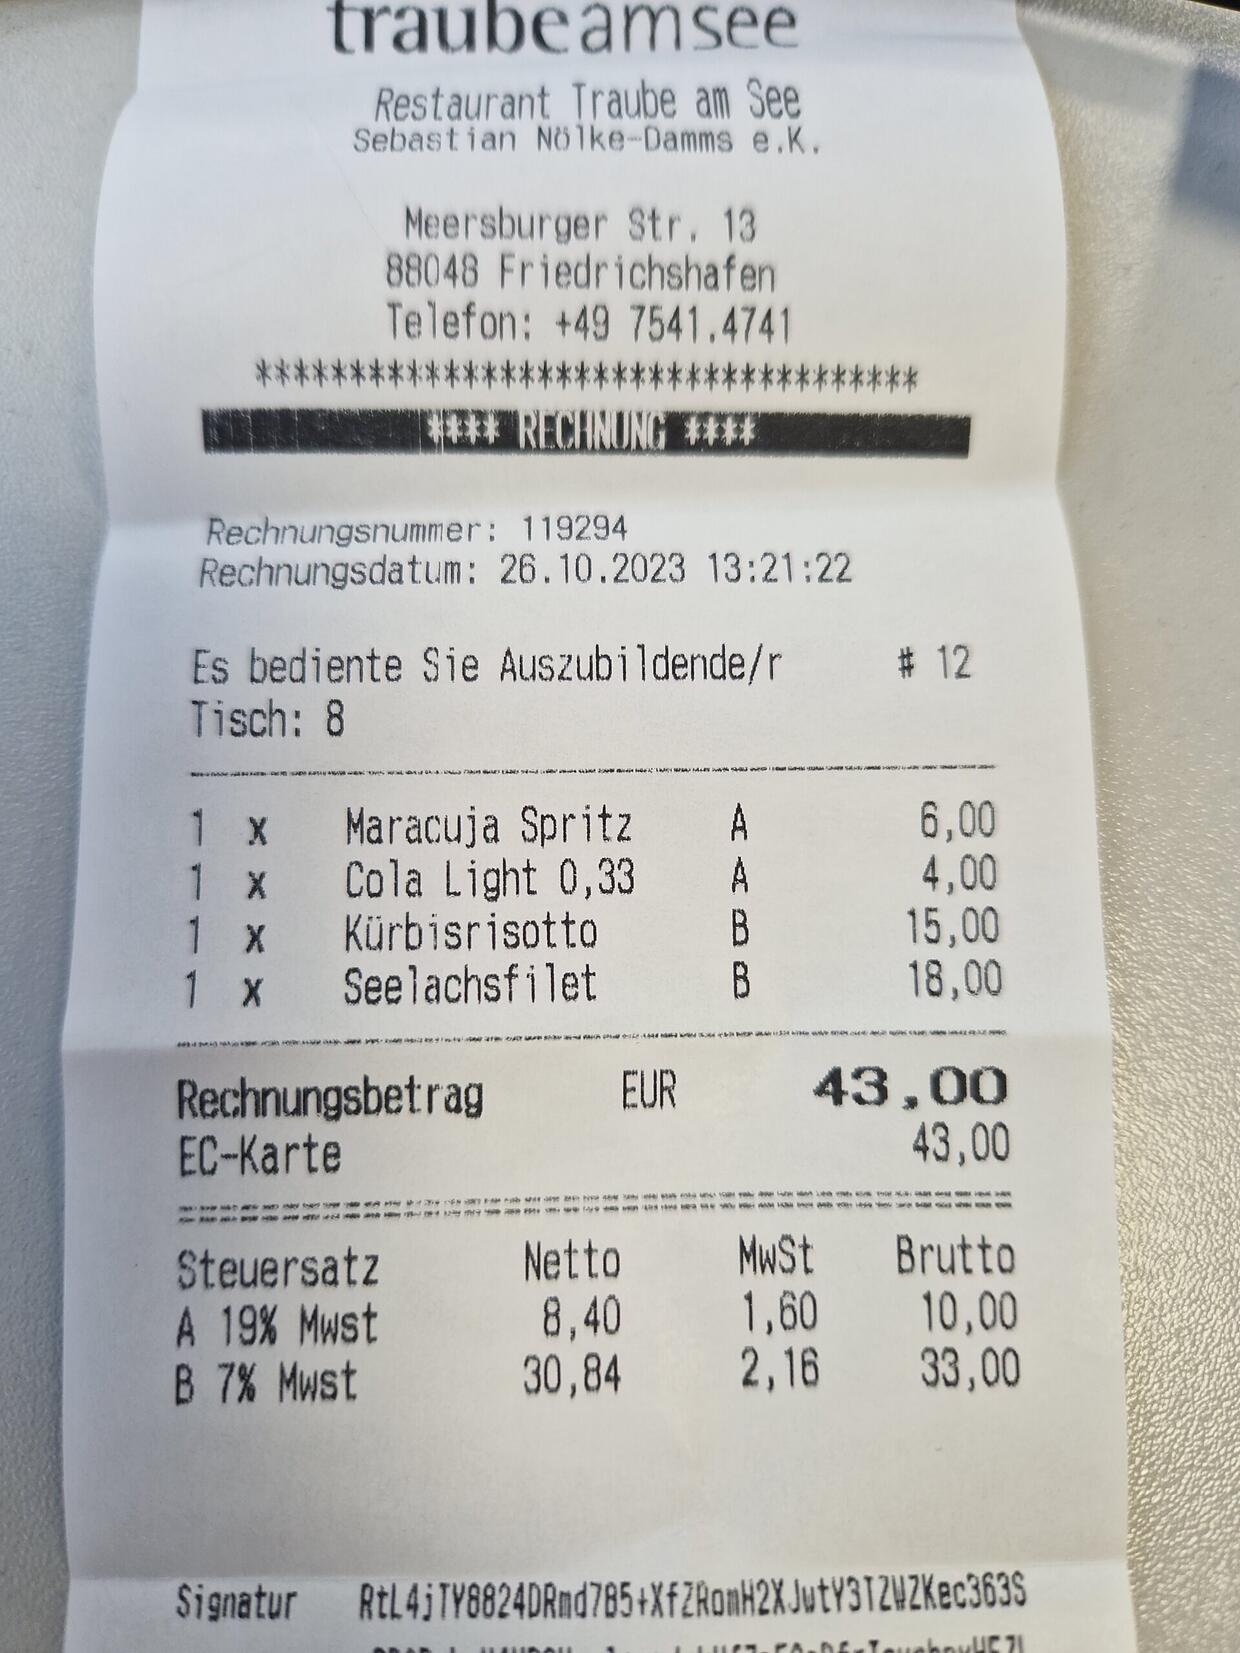 traubeamsee
Restaurant Traube am See
Sebastian Nölke-Damms e.K.
Meersburger Str. 13
88048 Friedrichshafen
Telefon: +49 7541.4741
***********************************
**** RECHNUNG ****
Rechnungsnummer: 119294
Rechnungsdatum: 26.10.2023 13:21:22
Es bediente Sie Auszubildende/r # 12
Tisch: 8
1 x Maracuja Spritz A 6,00
1 x Cola Light 0,33 A 4,00
1 x Kürbisrisotto B 15,00
1 x Seelachsfilet B 18,00
Rechnungsbetrag EUR 43,00
EC-Karte 43,00
Steuersatz Netto MwSt Brutto
A 19% Mwst 8,40 1,60 10,00
B 7% Mwst 30,84 2,16 33,00
Signatur RtL4jTY8824DRmd785+XfZRomH2XJwtY3TZWZKec363S